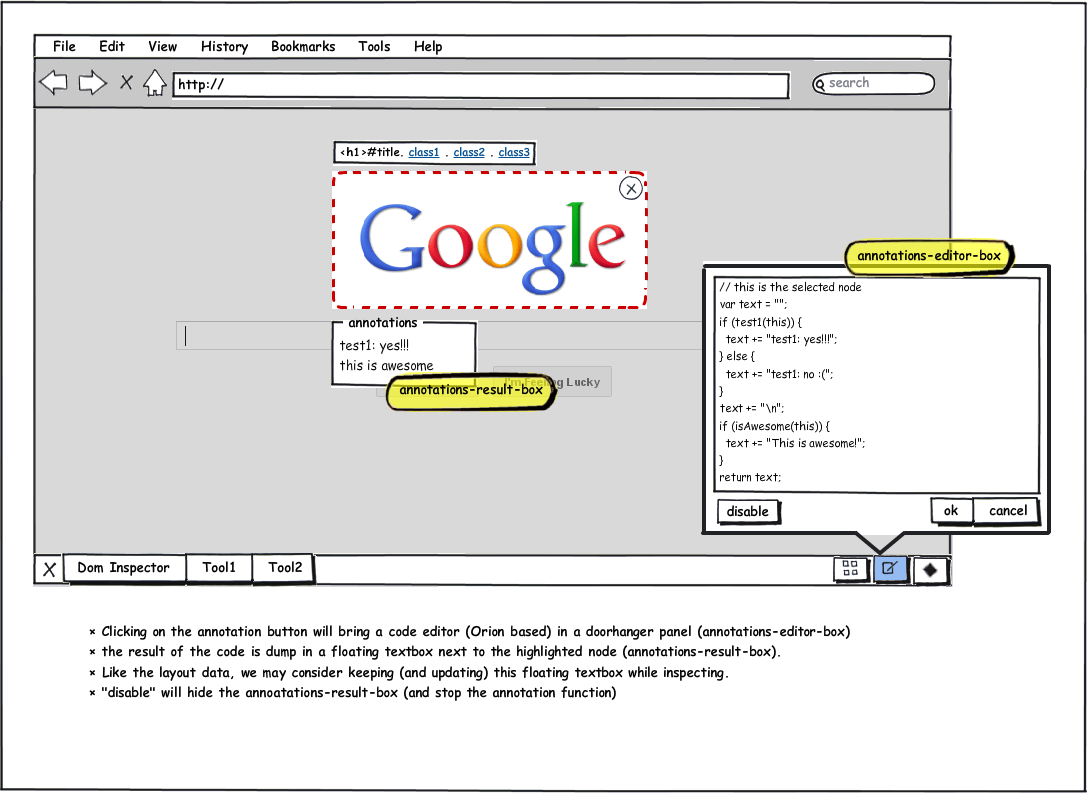 File Edit View History Bookmarks Tools Help
http://
search
<h1>#title. class1 . class2 . class3
Google
annotations-editor-box
// this is the selected node
var text = "";
if (test1(this)) {
text += "test1: yes!!!";
} else {
text += "test1: no :(";
}
text += "\n";
if (isAwesome(this)) {
text += "This is awesome!";
}
return text;
disable ok cancel
annotations
test1: yes!!!
this is awesome
I'm Feeling Lucky
annotations-result-box
X Dom Inspector Tool1 Tool2
× Clicking on the annotation button will bring a code editor (Orion based) in a doorhanger panel (annotations-editor-box)
× the result of the code is dump in a floating textbox next to the highlighted node (annotations-result-box).
× Like the layout data, we may consider keeping (and updating) this floating textbox while inspecting.
× "disable" will hide the annoatations-result-box (and stop the annotation function)